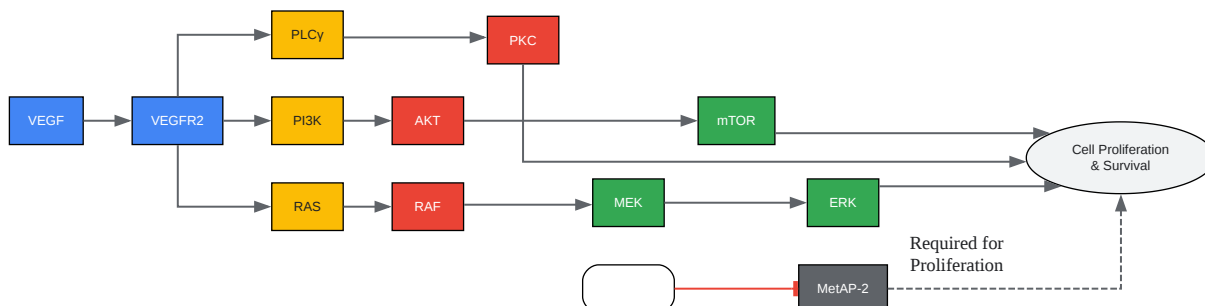 PLCγ
PKC
VEGF
VEGFR2
PI3K
AKT
mTOR
Cell Proliferation
& Survival
RAS
RAF
MEK
ERK
Required for
Proliferation
MetAP-2